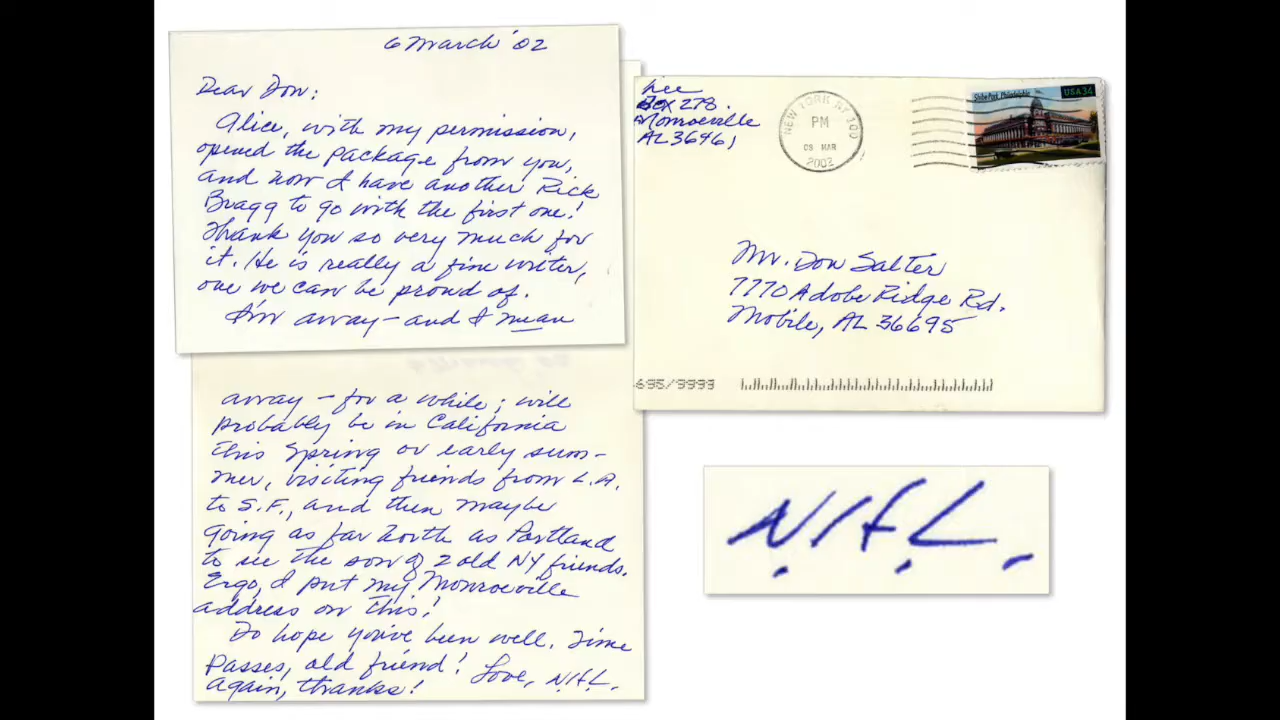 6 March '02
Dear Don:
Alice, with my permission,
opened the package from you,
and now I have another Rick
Bragg to go with the first one!
Thank you so very much for
it. He is really a fine writer,
one we can be proud of.
I'm away – and I mean
away – for a while; will
probably be in California
this Spring or early sum-
mer, visiting friends from L.A.
to S.F., and then maybe
going as far north as Portland
to see the son of 2 old NY friends.
Ergo, I put my Monroeville
address on this!
Do hope you've been well. Time
passes, old friend! Love, N.H.L.
again, thanks!
Lee
Box 278.
Monroeville
AL 36461
NEW YORK NY 100
PM
08 MAR
2002
USA 34
Mr. Don Salter
7770 Adobe Ridge Rd.
Mobile, AL 36695
695/9999
N.H.L.